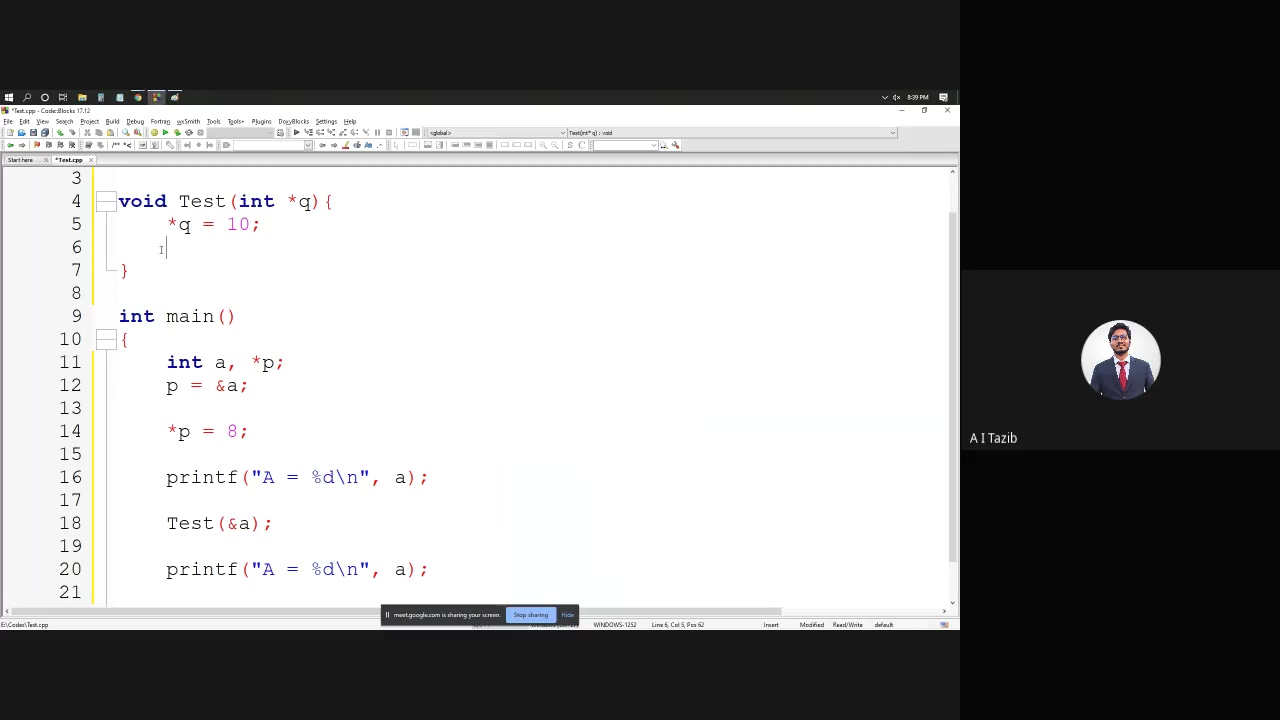 8:39 PM
*Test.cpp - Code::Blocks 17.12
File Edit View Search Project Build Debug Fortran wxSmith Tools Tools+ Plugins DoxyBlocks Settings Help
<global> Test(int* q) : void
/** *< S C
Start here *Test.cpp
3
4 void Test(int *q){
5 *q = 10;
6
7 }
8
9 int main()
10 {
11 int a, *p;
12 p = &a;
13
14 *p = 8;
15
16 printf("A = %d\n", a);
17
18 Test(&a);
19
20 printf("A = %d\n", a);
21
meet.google.com is sharing your screen. Stop sharing Hide
E:\Codes\Test.cpp WINDOWS-1252 Line 6, Col 5, Pos 62 Insert Modified Read/Write default
A I Tazib